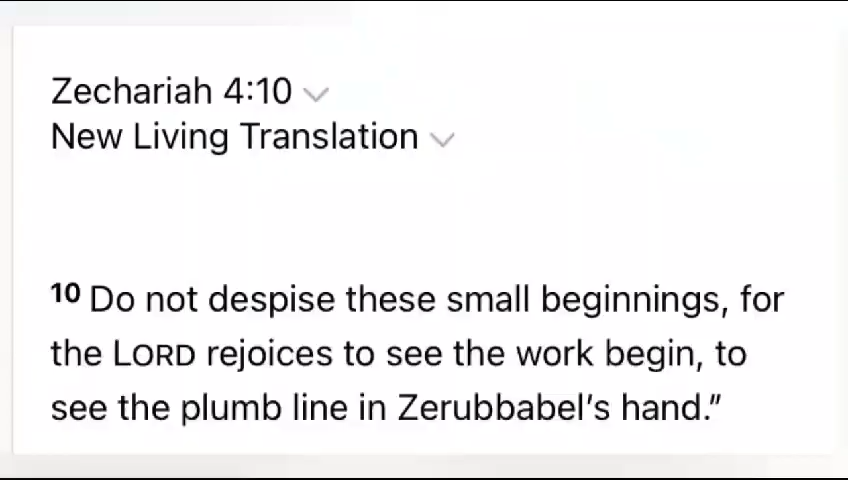 Zechariah 4:10
New Living Translation
10 Do not despise these small beginnings, for
the LORD rejoices to see the work begin, to
see the plumb line in Zerubbabel’s hand.”